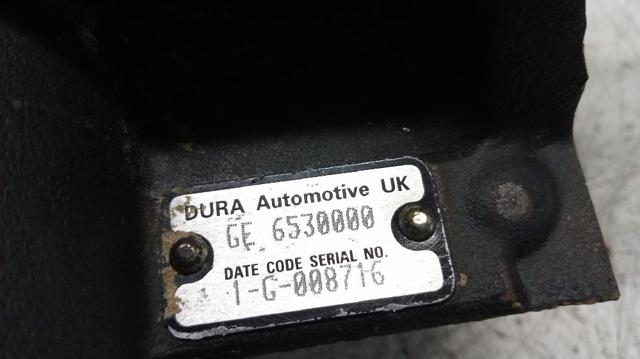 DURA Automotive UK
GE 6530000
DATE CODE SERIAL NO.
1-G-008716